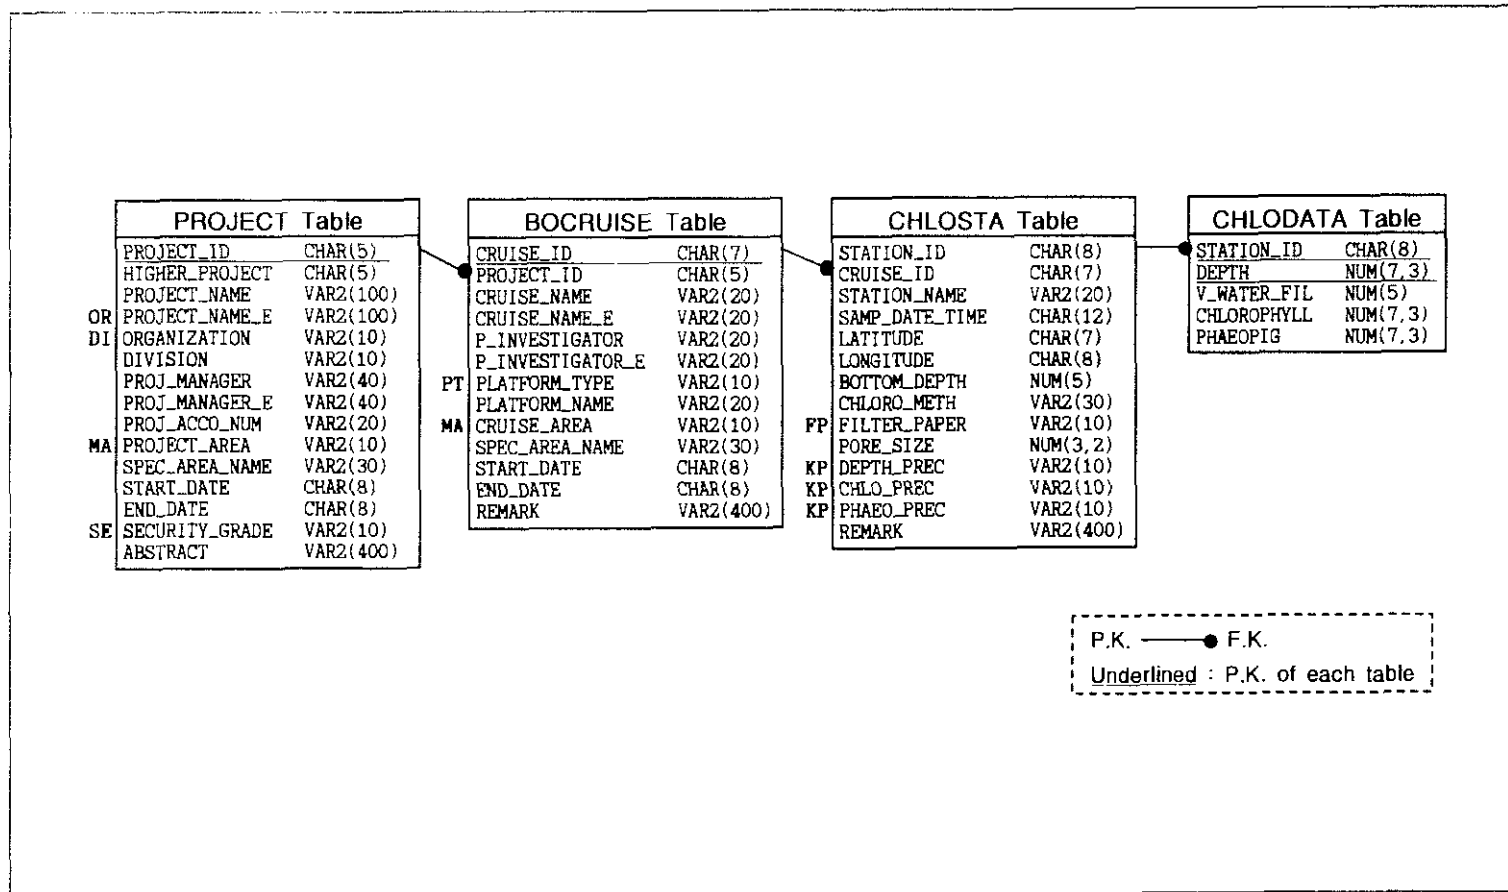 PROJECT Table
PROJECT_ID CHAR(5)
HIGHER_PROJECT CHAR(5)
PROJECT_NAME VAR2(100)
OR PROJECT_NAME_E VAR2(100)
DI ORGANIZATION VAR2(10)
DIVISION VAR2(10)
PROJ_MANAGER VAR2(40)
PROJ_MANAGER_E VAR2(40)
PROJ_ACCO_NUM VAR2(20)
MA PROJECT_AREA VAR2(10)
SPEC_AREA_NAME VAR2(30)
START_DATE CHAR(8)
END_DATE CHAR(8)
SE SECURITY_GRADE VAR2(10)
ABSTRACT VAR2(400)
BOCRUISE Table
CRUISE_ID CHAR(7)
PROJECT_ID CHAR(5)
CRUISE_NAME VAR2(20)
CRUISE_NAME_E VAR2(20)
P_INVESTIGATOR VAR2(20)
P_INVESTIGATOR_E VAR2(20)
PT PLATFORM_TYPE VAR2(10)
PLATFORM_NAME VAR2(20)
MA CRUISE_AREA VAR2(10)
SPEC_AREA_NAME VAR2(30)
START_DATE CHAR(8)
END_DATE CHAR(8)
REMARK VAR2(400)
CHLOSTA Table
STATION_ID CHAR(8)
CRUISE_ID CHAR(7)
STATION_NAME VAR2(20)
SAMP_DATE_TIME CHAR(12)
LATITUDE CHAR(7)
LONGITUDE CHAR(8)
BOTTOM_DEPTH NUM(5)
CHLORO_METH VAR2(30)
FP FILTER_PAPER VAR2(10)
PORE_SIZE NUM(3,2)
KP DEPTH_PREC VAR2(10)
KP CHLO_PREC VAR2(10)
KP PHAEO_PREC VAR2(10)
REMARK VAR2(400)
CHLODATA Table
STATION_ID CHAR(8)
DEPTH NUM(7,3)
V_WATER_FIL NUM(5)
CHLOROPHYLL NUM(7,3)
PHAEOPIG NUM(7,3)
P.K. F.K.
Underlined : P.K. of each table